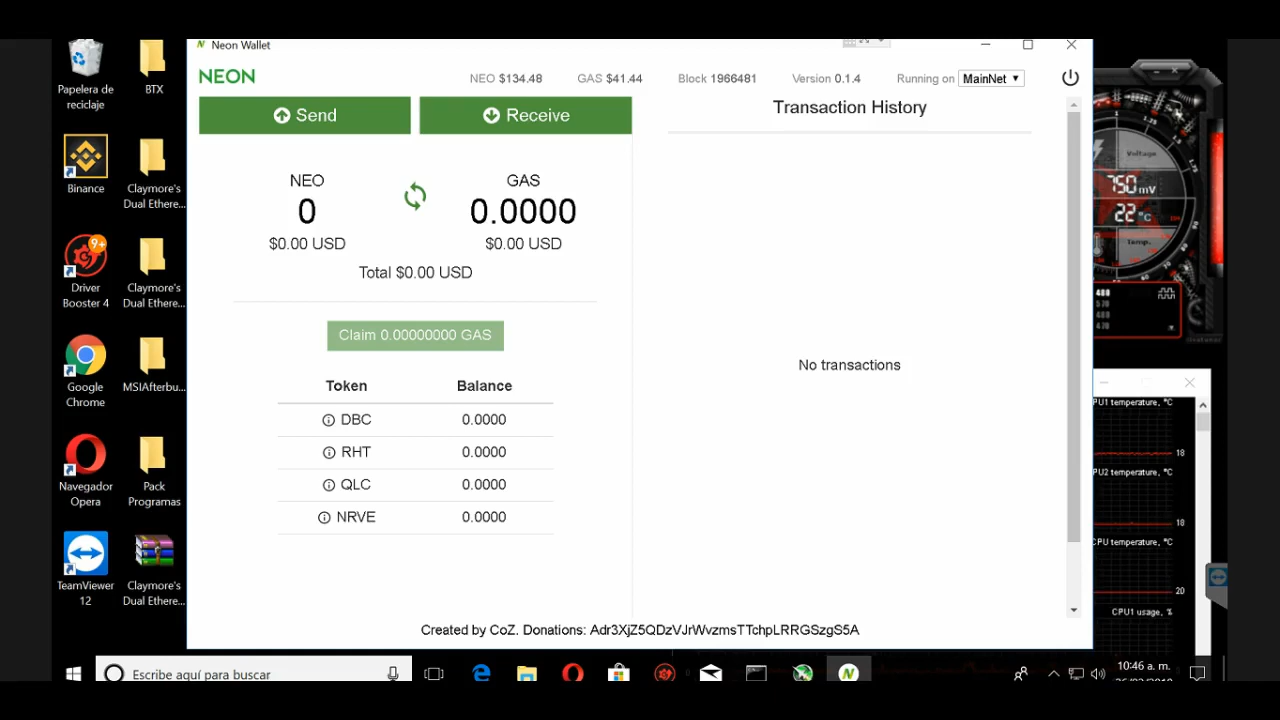 Neon Wallet
NEON
NEO $134.48
GAS $41.44
Block 1966481
Version 0.1.4
Running on MainNet
Send
Receive
Transaction History
NEO
0
$0.00 USD
GAS
0.0000
$0.00 USD
Total $0.00 USD
Claim 0.00000000 GAS
Token Balance
DBC 0.0000
RHT 0.0000
QLC 0.0000
NRVE 0.0000
No transactions
Created by CoZ. Donations: Adr3XjZ5QDzVJrWvzmsTTchpLRRGSzgS5A
Papelera de
reciclaje
BTX
Binance
Claymore's
Dual Ethere...
9+
Driver
Booster 4
Claymore's
Dual Ethere...
Google
Chrome
MSIAfterbu...
Navegador
Opera
Pack
Programas
TeamViewer
12
Claymore's
Dual Ethere...
Voltage
750 mV
22 °C
Temp.
PU1 temperature, °C
18
PU2 temperature, °C
18
CPU temperature, °C
20
CPU1 usage, %
Escribe aquí para buscar
10:46 a. m.